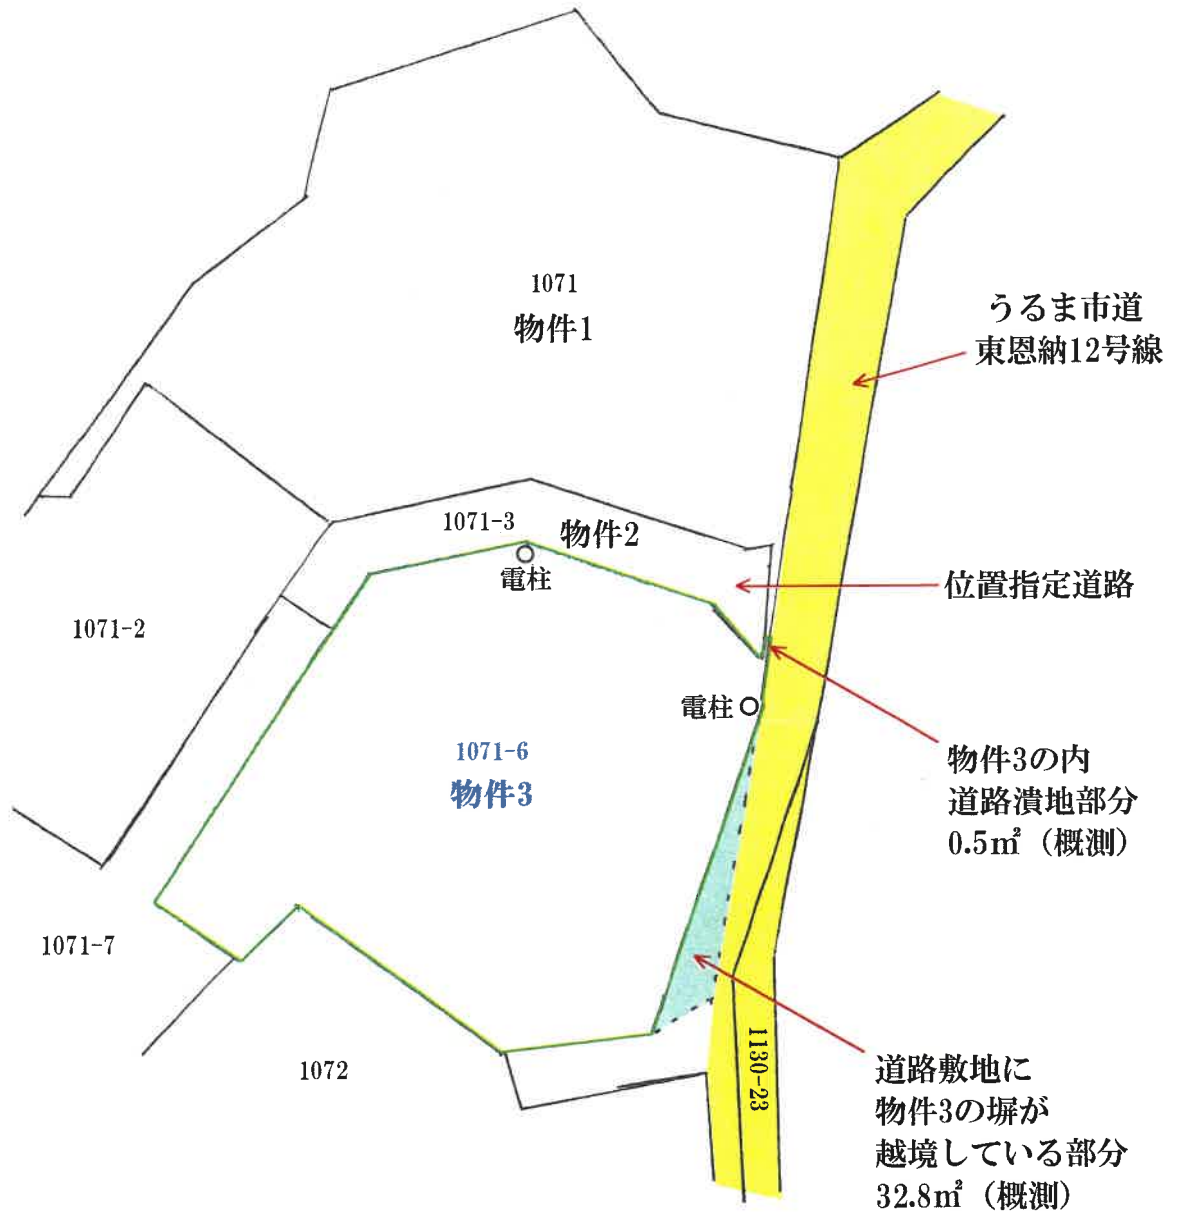 1071
物件1
うるま市道
東恩納12号線
1071-3
物件2
電柱
位置指定道路
1071-2
電柱
1071-6
物件3
物件3の内
道路潰地部分
0.5㎡（概測）
1071-7
1072
1130-23
道路敷地に
物件3の塀が
越境している部分
32.8㎡（概測）